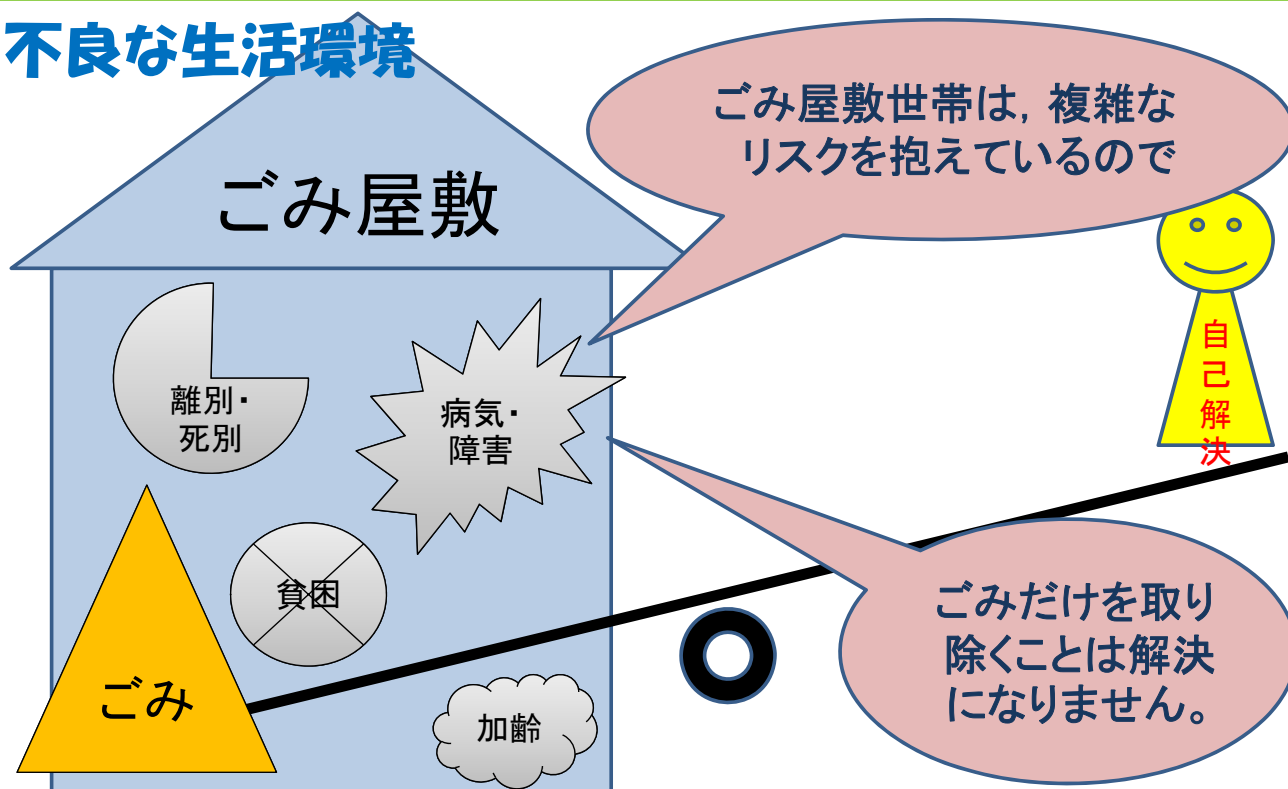 不良な生活環境
ごみ屋敷世帯は，複雑な
リスクを抱えているので
ごみ屋敷
離別・
死別
病気・
障害
自
己
解
決
貧困
ごみ
加齢
ごみだけを取り
除くことは解決
になりません。